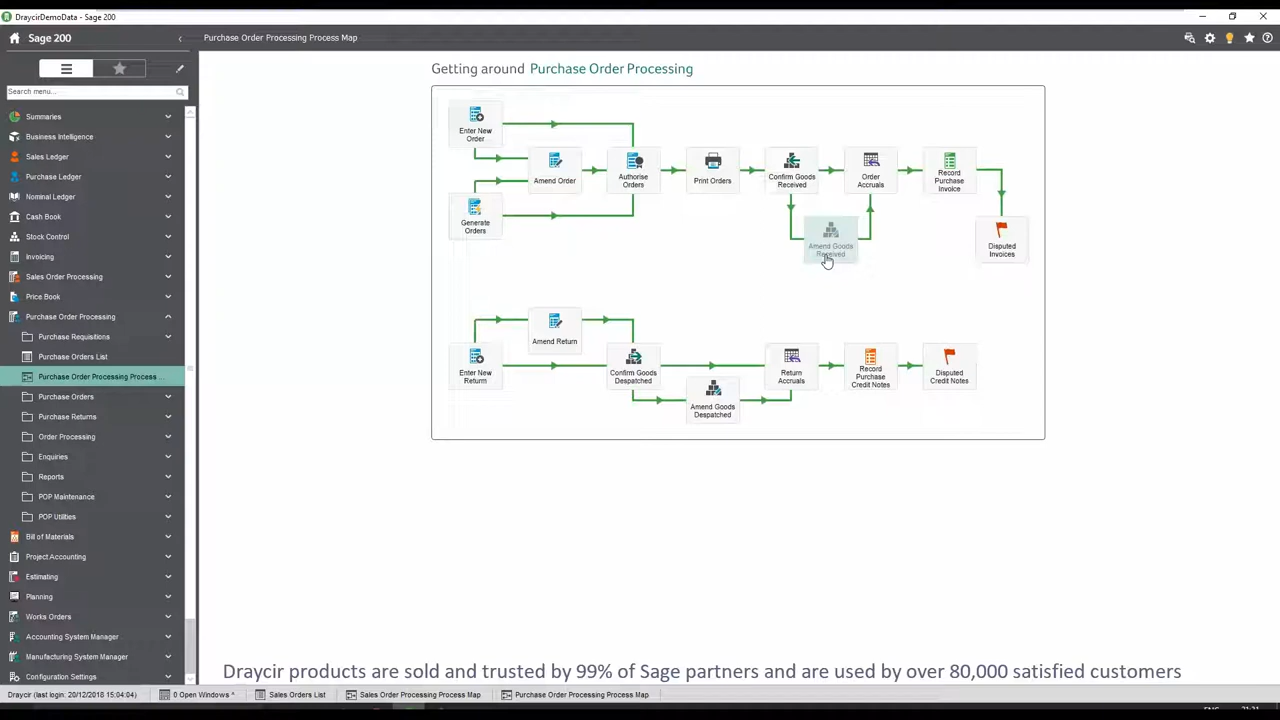 DraycirDemoData - Sage 200
Sage 200
Purchase Order Processing Process Map
Search menu...
Summaries
Business Intelligence
Sales Ledger
Purchase Ledger
Nominal Ledger
Cash Book
Stock Control
Invoicing
Sales Order Processing
Price Book
Purchase Order Processing
Purchase Requisitions
Purchase Orders List
Purchase Order Processing Process ...
Purchase Orders
Purchase Returns
Order Processing
Enquiries
Reports
POP Maintenance
POP Utilities
Bill of Materials
Project Accounting
Estimating
Planning
Works Orders
Accounting System Manager
Manufacturing System Manager
Configuration Settings
Getting around Purchase Order Processing
Enter New
Order
Amend Order
Generate
Orders
Authorise
Orders
Print Orders
Confirm Goods
Received
Amend Goods
Received
Order
Accruals
Record
Purchase
Invoice
Disputed
Invoices
Enter New
Return
Amend Return
Confirm Goods
Despatched
Amend Goods
Despatched
Return
Accruals
Record
Purchase
Credit Notes
Disputed
Credit Notes
Draycir products are sold and trusted by 99% of Sage partners and are used by over 80,000 satisfied customers
Draycir (last login: 20/12/2018 15:04:04)
0 Open Windows ^
Sales Orders List
Sales Order Processing Process Map
Purchase Order Processing Process Map